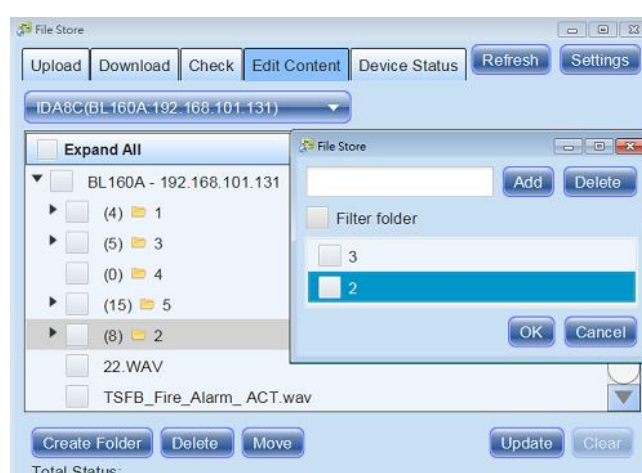 File Store
Upload Download Check Edit Content Device Status Refresh Settings
IDA8C(BL160A:192.168.101.131)
Expand All
BL160A - 192.168.101.131
(4) 1
(5) 3
(0) 4
(15) 5
(8) 2
22.WAV
TSFB_Fire_Alarm_ ACT.wav
File Store
Add Delete
Filter folder
3
2
OK Cancel
Create Folder Delete Move Update Clear
Total Status: